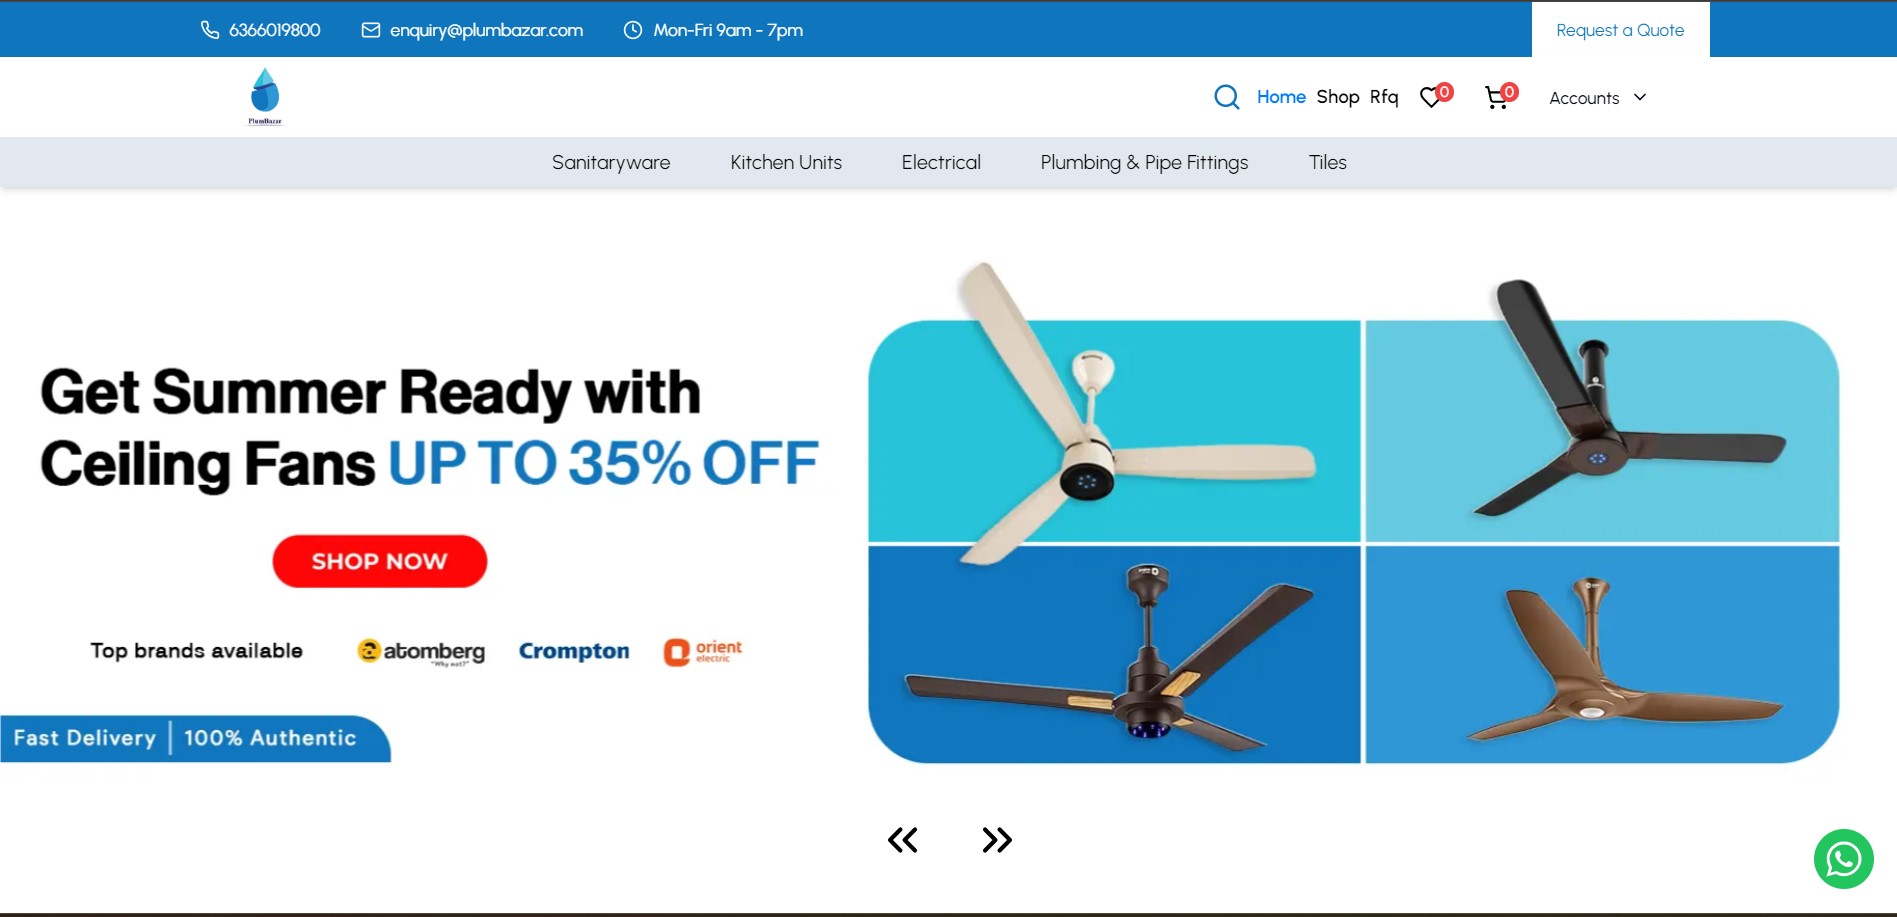 6366019800
enquiry@plumbazar.com
Mon-Fri 9am - 7pm
Request a Quote
PlumBazar
Home
Shop
Rfq
0
0
Accounts
Sanitaryware
Kitchen Units
Electrical
Plumbing & Pipe Fittings
Tiles
Get Summer Ready with
Ceiling Fans UP TO 35% OFF
SHOP NOW
Top brands available
atomberg
"Why not?"
Crompton
orient
electric
Fast Delivery | 100% Authentic